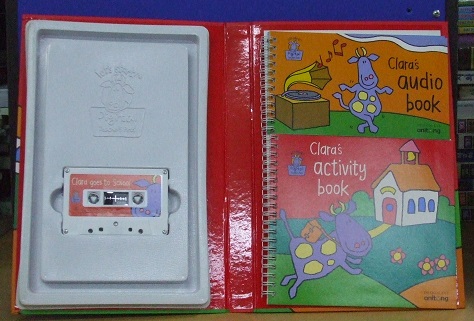 Clara goes to School
Clara's
audio
book
Clara's
activity
book